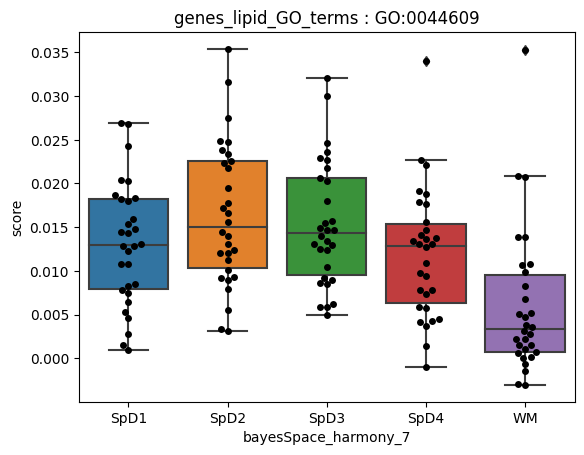 genes_lipid_GO_terms : GO:0044609
score
0.035
0.030
0.025
0.020
0.015
0.010
0.005
0.000
SpD1 SpD2 SpD3 SpD4 WM
bayesSpace_harmony_7